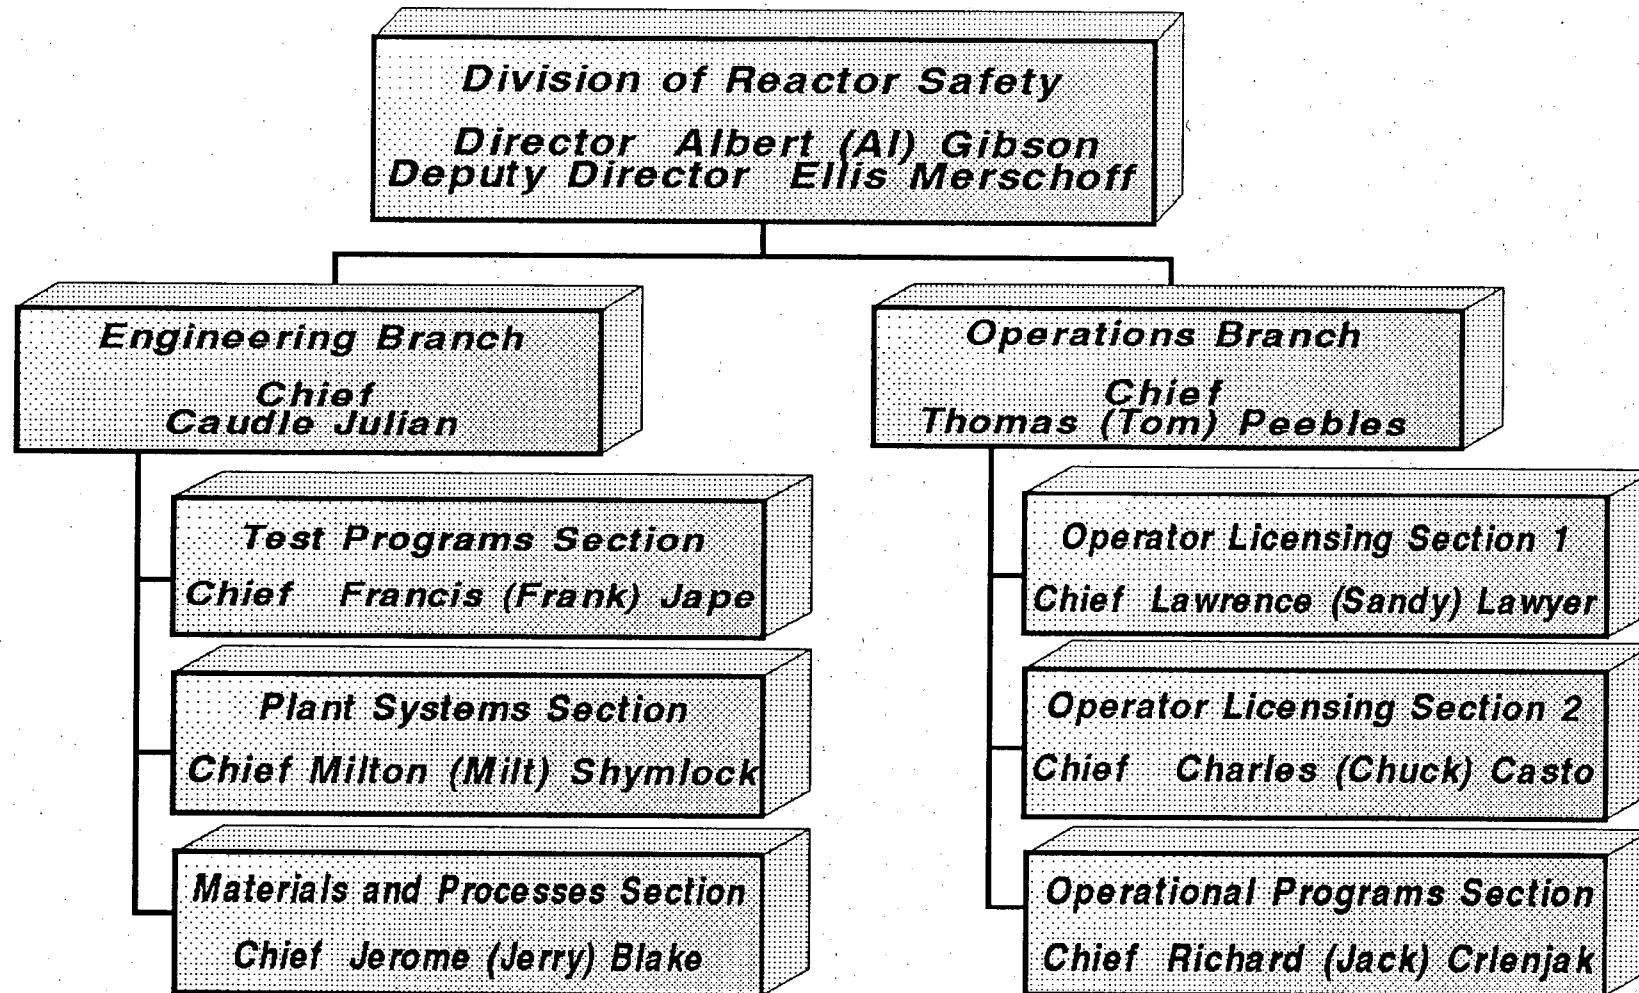 Division of Reactor Safety
Director Albert (Al) Gibson
Deputy Director Ellis Merschoff
Engineering Branch
Chief
Caudle Julian
Operations Branch
Chief
Thomas (Tom) Peebles
Test Programs Section
Chief Francis (Frank) Jape
Plant Systems Section
Chief Milton (Milt) Shymlock
Materials and Processes Section
Chief Jerome (Jerry) Blake
Operator Licensing Section 1
Chief Lawrence (Sandy) Lawyer
Operator Licensing Section 2
Chief Charles (Chuck) Casto
Operational Programs Section
Chief Richard (Jack) Crlenjak